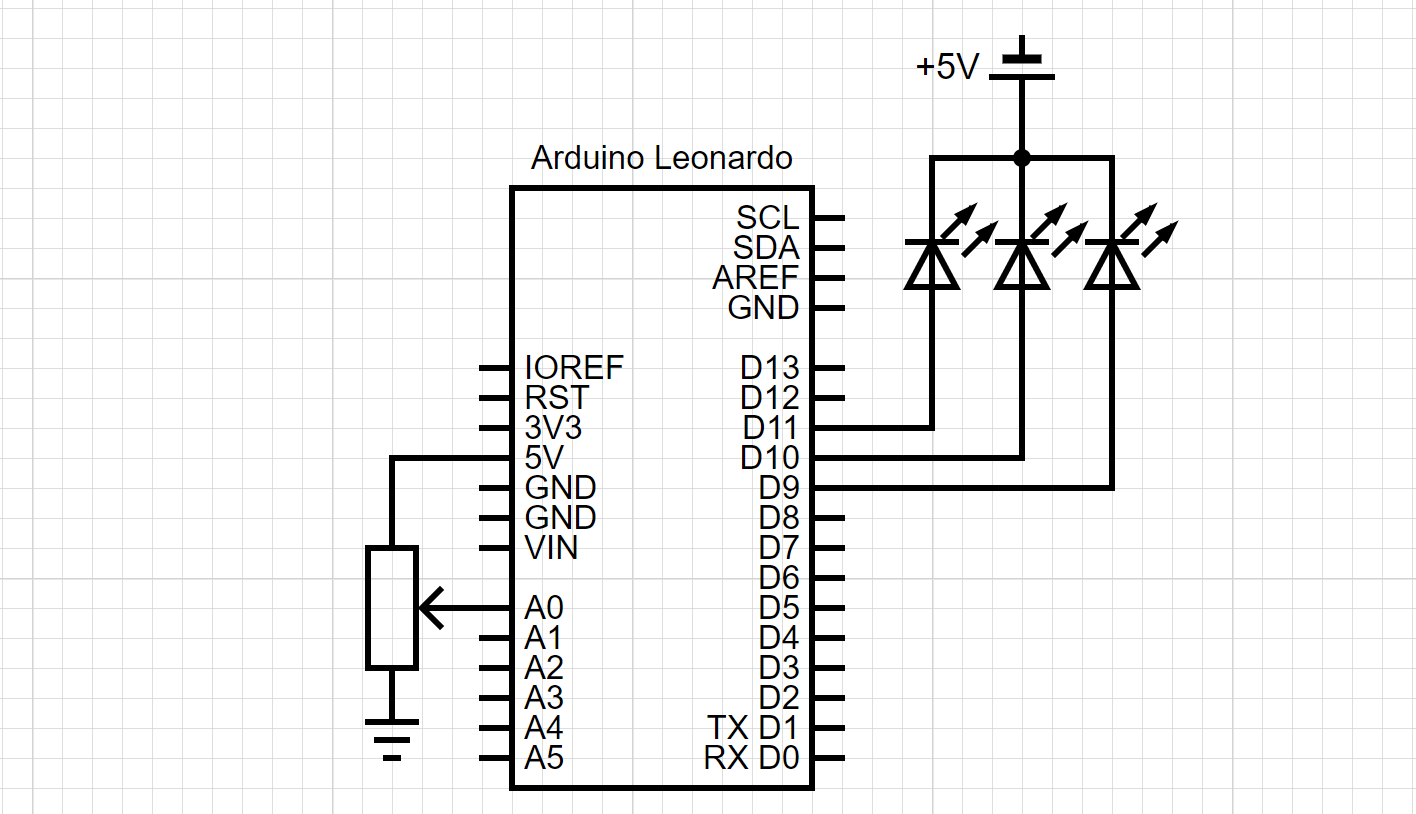 +5V
Arduino Leonardo
SCL
SDA
AREF
GND
IOREF D13
RST D12
3V3 D11
5V D10
GND D9
GND D8
VIN D7
D6
A0 D5
A1 D4
A2 D3
A3 D2
A4 TX D1
A5 RX D0